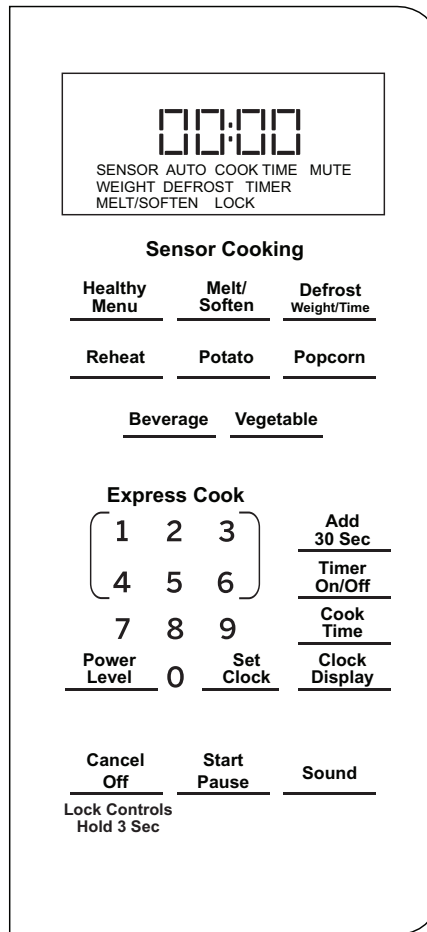 00:00
SENSOR AUTO COOK TIME MUTE
WEIGHT DEFROST TIMER
MELT/SOFTEN LOCK
Sensor Cooking
Healthy
Menu
Melt/
Soften
Defrost
Weight/Time
Reheat
Potato
Popcorn
Beverage
Vegetable
Express Cook
1 2 3
Add
30 Sec
4 5 6
Timer
On/Off
7 8 9
Cook
Time
Power
Level
0
Set
Clock
Clock
Display
Cancel
Off
Start
Pause
Sound
Lock Controls
Hold 3 Sec